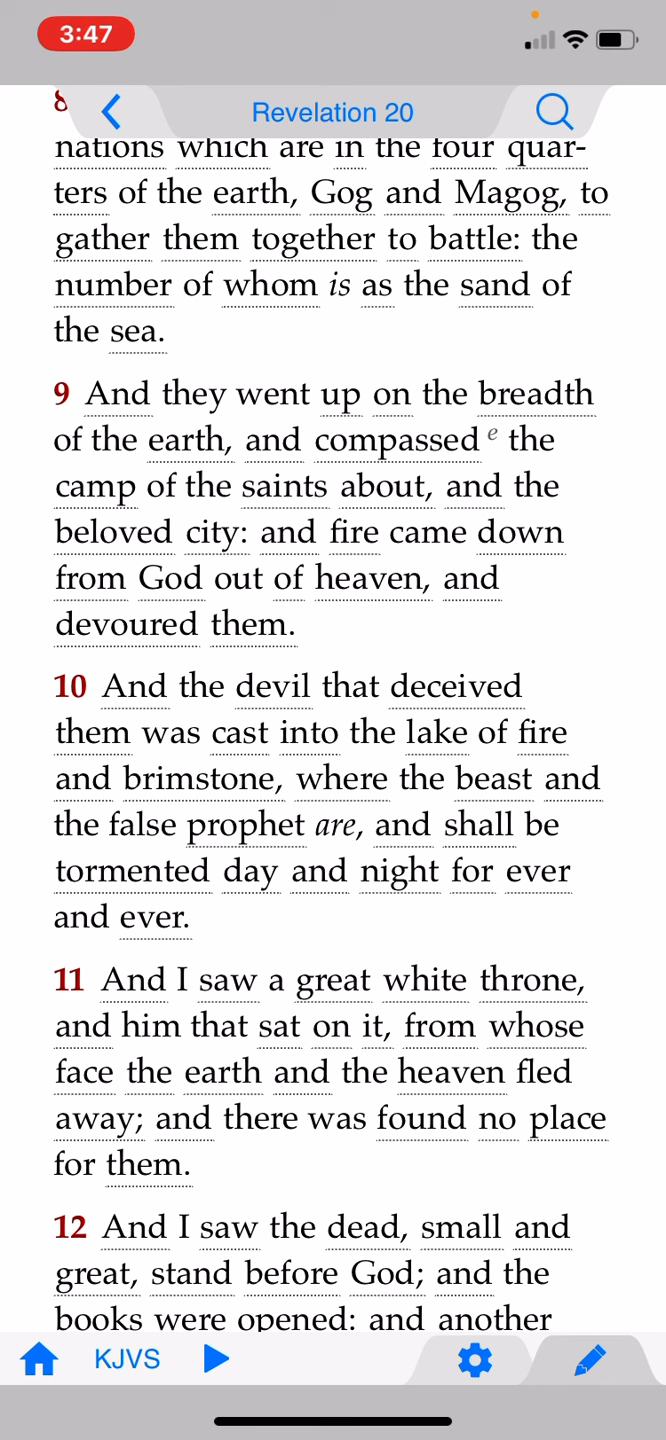 3:47
Revelation 20
8
nations which are in the four quar-
ters of the earth, Gog and Magog, to
gather them together to battle: the
number of whom is as the sand of
the sea.
9 And they went up on the breadth
of the earth, and compassed e the
camp of the saints about, and the
beloved city: and fire came down
from God out of heaven, and
devoured them.
10 And the devil that deceived
them was cast into the lake of fire
and brimstone, where the beast and
the false prophet are, and shall be
tormented day and night for ever
and ever.
11 And I saw a great white throne,
and him that sat on it, from whose
face the earth and the heaven fled
away; and there was found no place
for them.
12 And I saw the dead, small and
great, stand before God; and the
books were opened: and another
KJVS